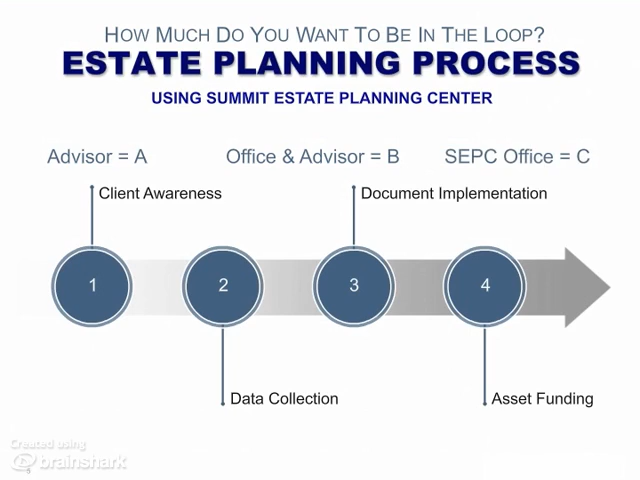 HOW MUCH DO YOU WANT TO BE IN THE LOOP?
ESTATE PLANNING PROCESS
USING SUMMIT ESTATE PLANNING CENTER
Advisor = A
Office & Advisor = B
SEPC Office = C
Client Awareness
Document Implementation
1
2
3
4
Data Collection
Asset Funding
Created using
brainshark